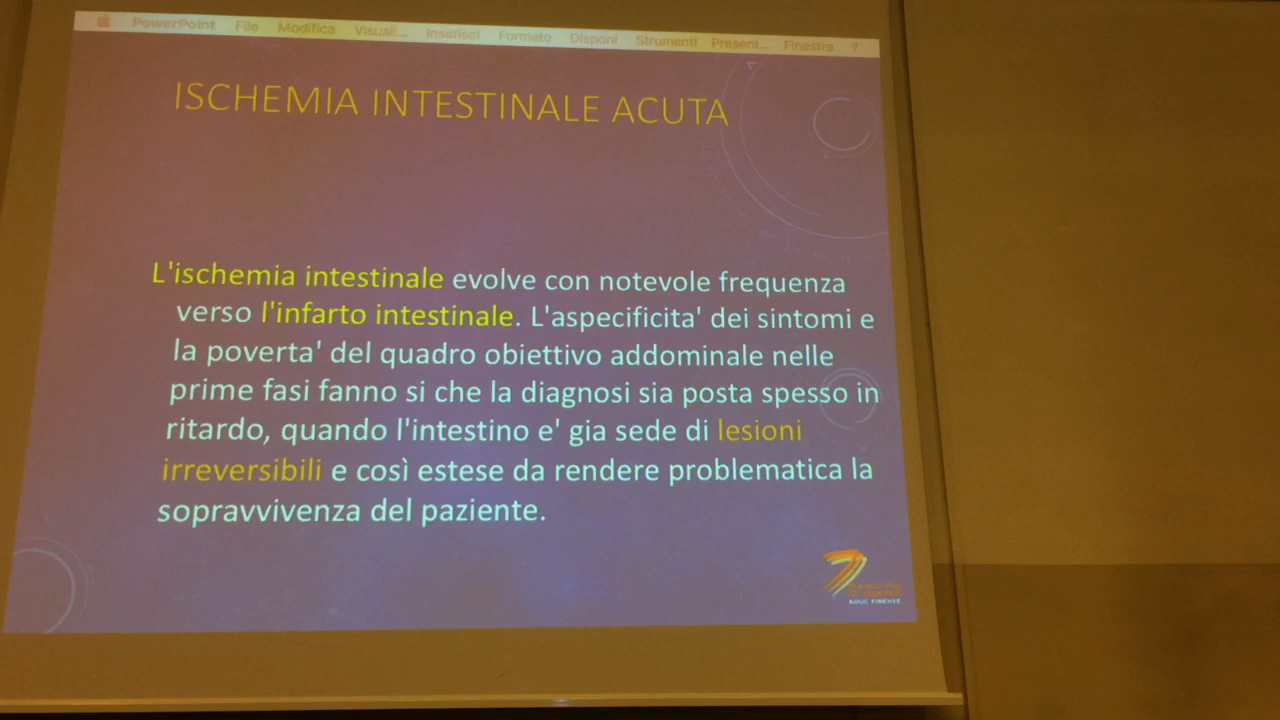 PowerPoint File Modifica Visuali... Inserisci Formato Disponi Strumenti Present... Finestra ?
ISCHEMIA INTESTINALE ACUTA
L'ischemia intestinale evolve con notevole frequenza
verso l'infarto intestinale. L'aspecificita' dei sintomi e
la poverta' del quadro obiettivo addominale nelle
prime fasi fanno si che la diagnosi sia posta spesso in
ritardo, quando l'intestino e' gia sede di lesioni
irreversibili e così estese da rendere problematica la
sopravvivenza del paziente.
AOUC FIRENZE